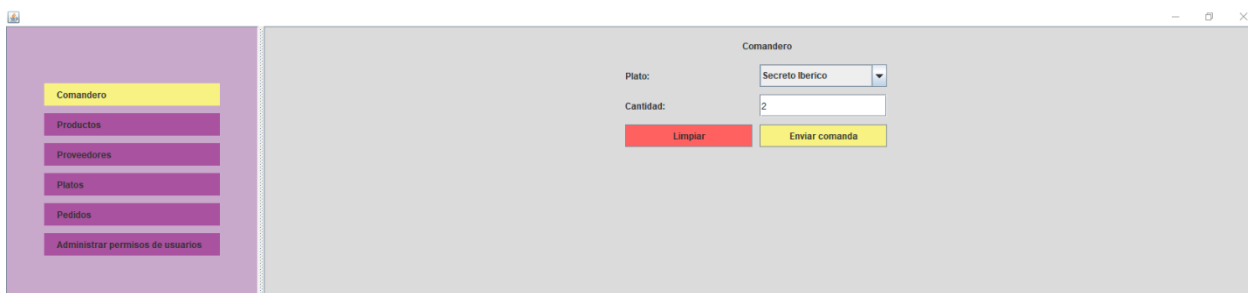 Comandero
Productos
Proveedores
Platos
Pedidos
Administrar permisos de usuarios
Comandero
Plato:
Secreto Iberico
Cantidad:
2
Limpiar
Enviar comanda